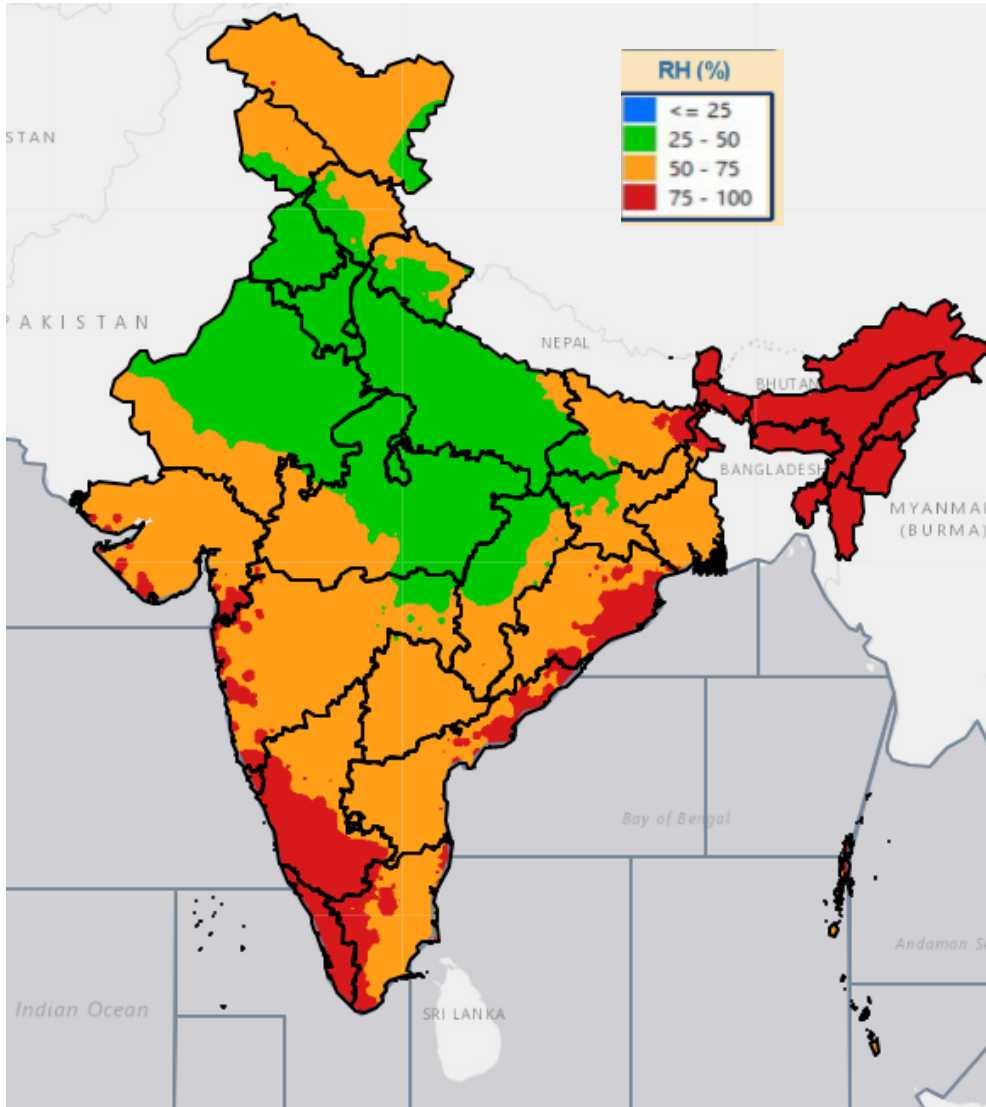 RH (%)
<= 25
25 - 50
50 - 75
75 - 100
STAN
PAKISTAN
NEPAL
BHUTAN
BANGLADESH
MYANMAR
(BURMA)
Bay of Bengal
Andaman Se
Indian Ocean
SRI LANKA